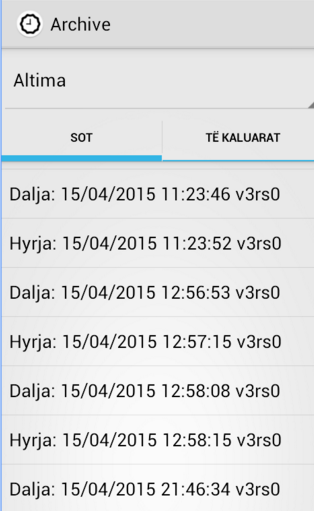 Archive
Altima
SOT
TË KALUARAT
Dalja: 15/04/2015 11:23:46 v3rs0
Hyrja: 15/04/2015 11:23:52 v3rs0
Dalja: 15/04/2015 12:56:53 v3rs0
Hyrja: 15/04/2015 12:57:15 v3rs0
Dalja: 15/04/2015 12:58:08 v3rs0
Hyrja: 15/04/2015 12:58:15 v3rs0
Dalja: 15/04/2015 21:46:34 v3rs0